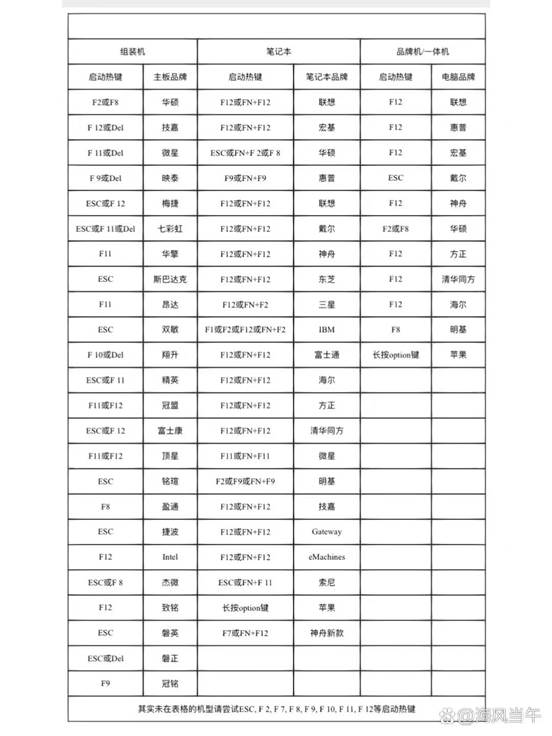 组装机 笔记本 品牌机/一体机
启动热键 主板品牌 启动热键 笔记本品牌 启动热键 电脑品牌
F2或F8 华硕 F12或FN+F12 联想 F12 联想
F 12或Del 技嘉 F12或FN+F12 宏基 F12 惠普
F 11或Del 微星 ESC或FN+F 2或F 8 华硕 F12 宏基
F 9或Del 映泰 F9或FN+F9 惠普 ESC 戴尔
ESC或F 12 梅捷 F12或FN+F12 联想 F12 神舟
ESC或F 11或Del 七彩虹 F12或FN+F12 戴尔 F2或F8 华硕
F11 华擎 F12或FN+F12 神舟 F12 方正
ESC 斯巴达克 F12或FN+F12 东芝 F12 清华同方
F11 昂达 F12或FN+F2 三星 F12 海尔
ESC 双敏 F1或F2或F12或FN+F2 IBM F8 明基
F 10或Del 翔升 F12或FN+F12 富士通 长按option键 苹果
ESC或F 11 精英 F12或FN+F12 海尔
F11或F12 冠盟 F12或FN+F12 方正
ESC或F 12 富士康 F12或FN+F12 清华同方
F11或F12 顶星 F11或FN+F11 微星
ESC 铭瑄 F2或F9或FN+F9 明基
F8 盈通 F12或FN+F12 技嘉
ESC 捷波 F12或FN+F12 Gateway
F12 Intel F12或FN+F12 eMachines
ESC或F 8 杰微 ESC或FN+F 11 索尼
F12 致铭 长按option键 苹果
ESC 磐英 F7或FN+F12 神舟新款
ESC或Del 磐正
F9 冠铭
其实未在表格的机型请尝试ESC, F 2, F 7, F 8, F 9, F 10, F 11, F 12等启动热键
@海风当午